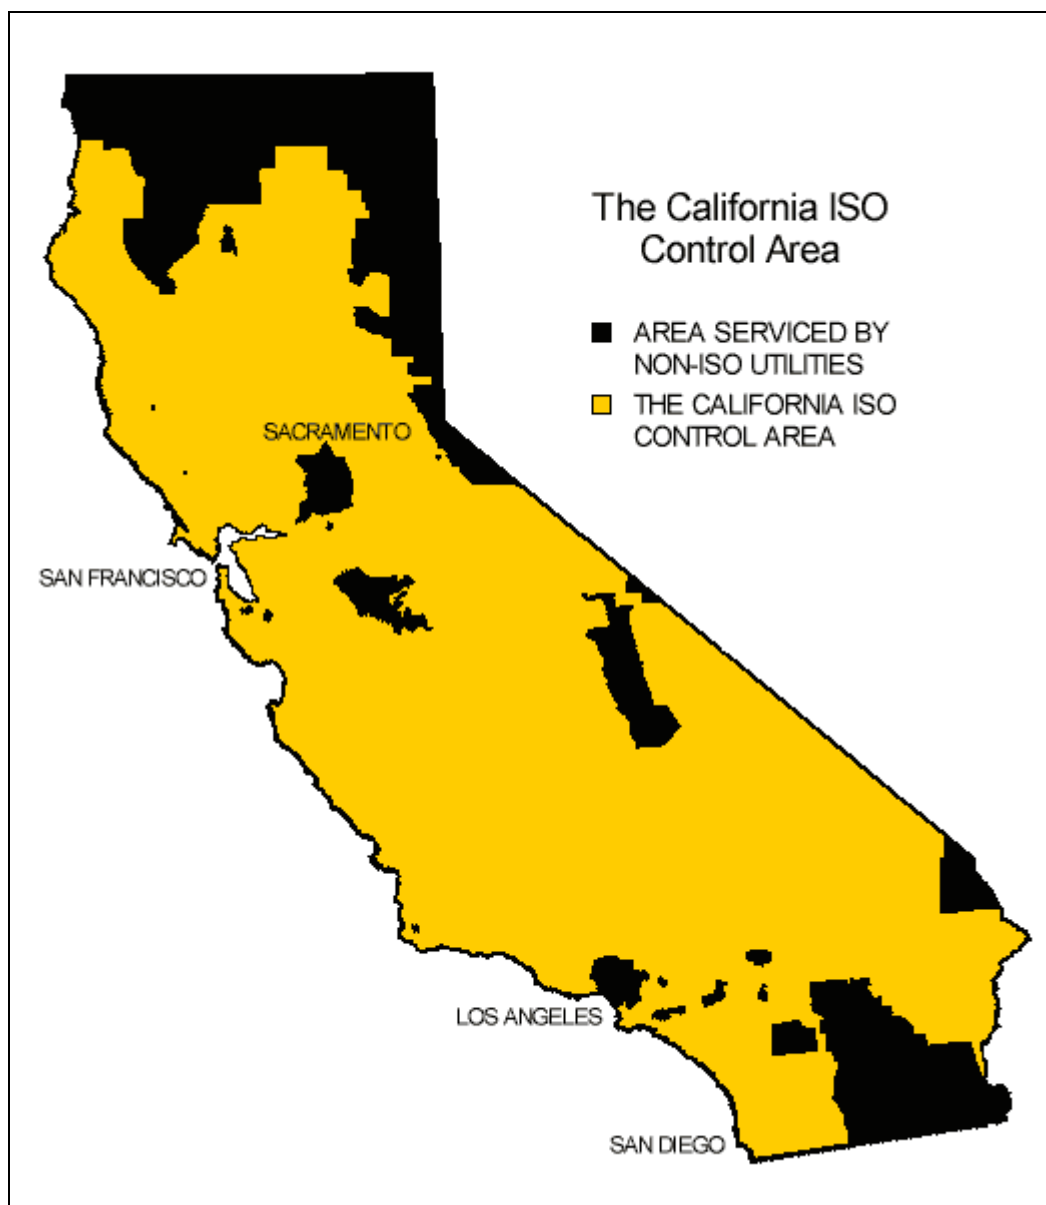 The California ISO
Control Area
AREA SERVICED BY
NON-ISO UTILITIES
THE CALIFORNIA ISO
CONTROL AREA
SACRAMENTO
SAN FRANCISCO
LOS ANGELES
SAN DIEGO